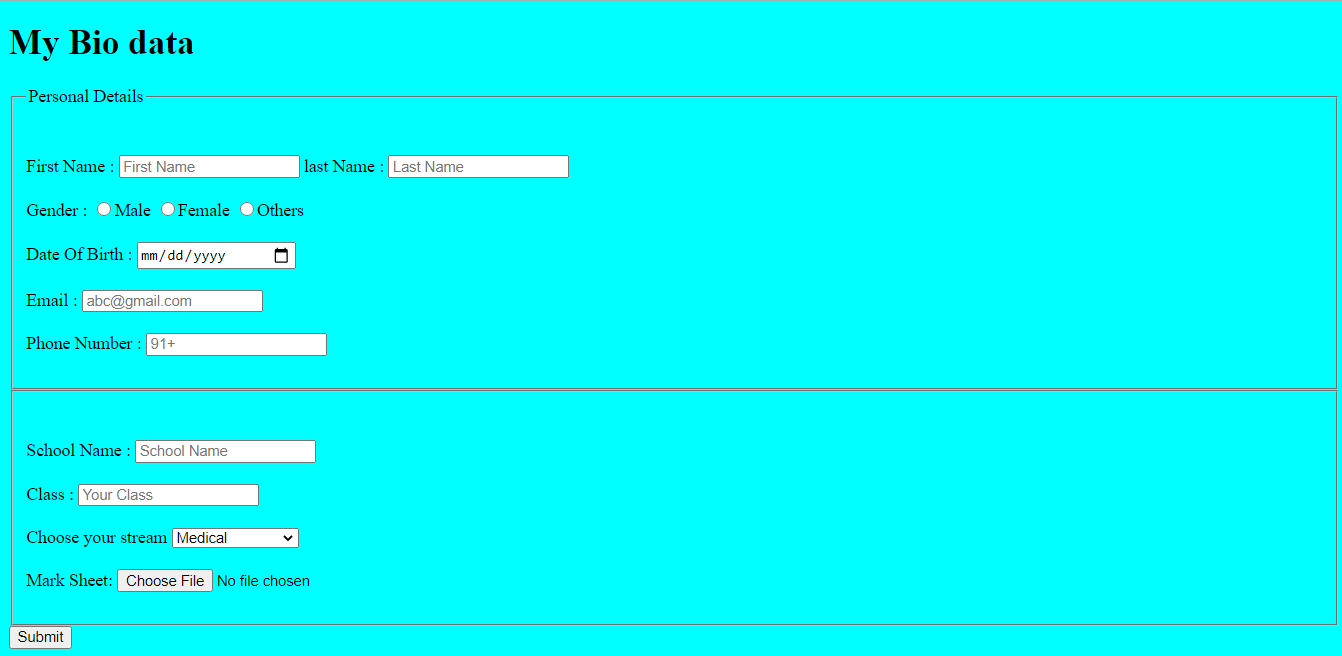 My Bio data
Personal Details
First Name : First Name last Name : Last Name
Gender : Male Female Others
Date Of Birth : mm/dd/yyyy
Email : abc@gmail.com
Phone Number : 91+
School Name : School Name
Class : Your Class
Choose your stream Medical
Mark Sheet: Choose File No file chosen
Submit